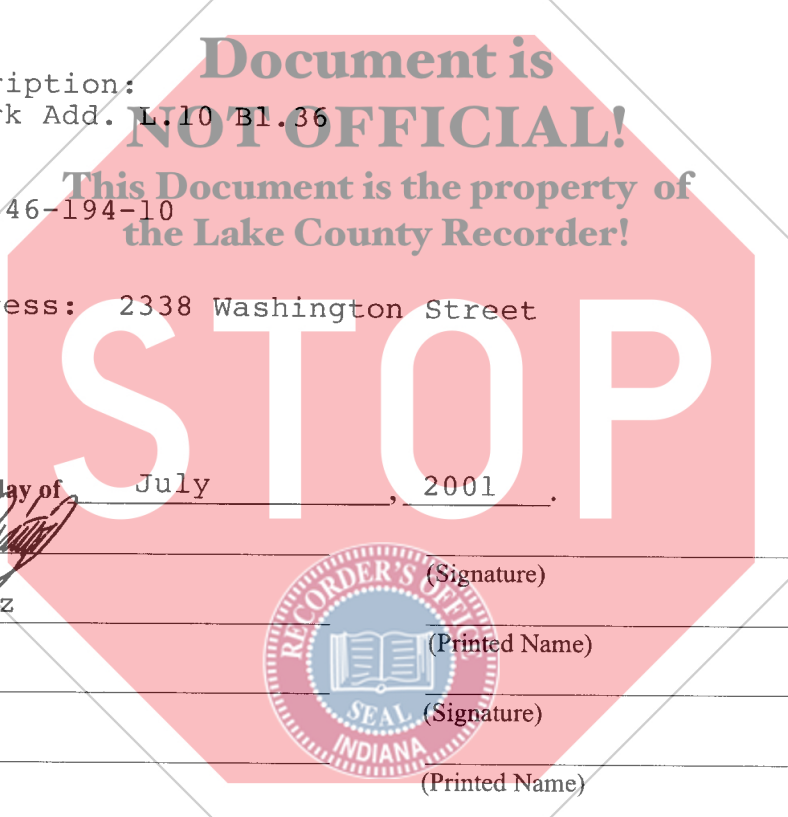 Document is
ription:
rk Add. L.10 Bl.36
NOT OFFICIAL!
This Document is the property of
46-194-10
the Lake County Recorder!
ress: 2338 Washington Street
STOP
day of July, 2001.
(Signature)
z
(Printed Name)
(Signature)
(Printed Name)
RECORDER'S OFFICE
SEAL
INDIANA